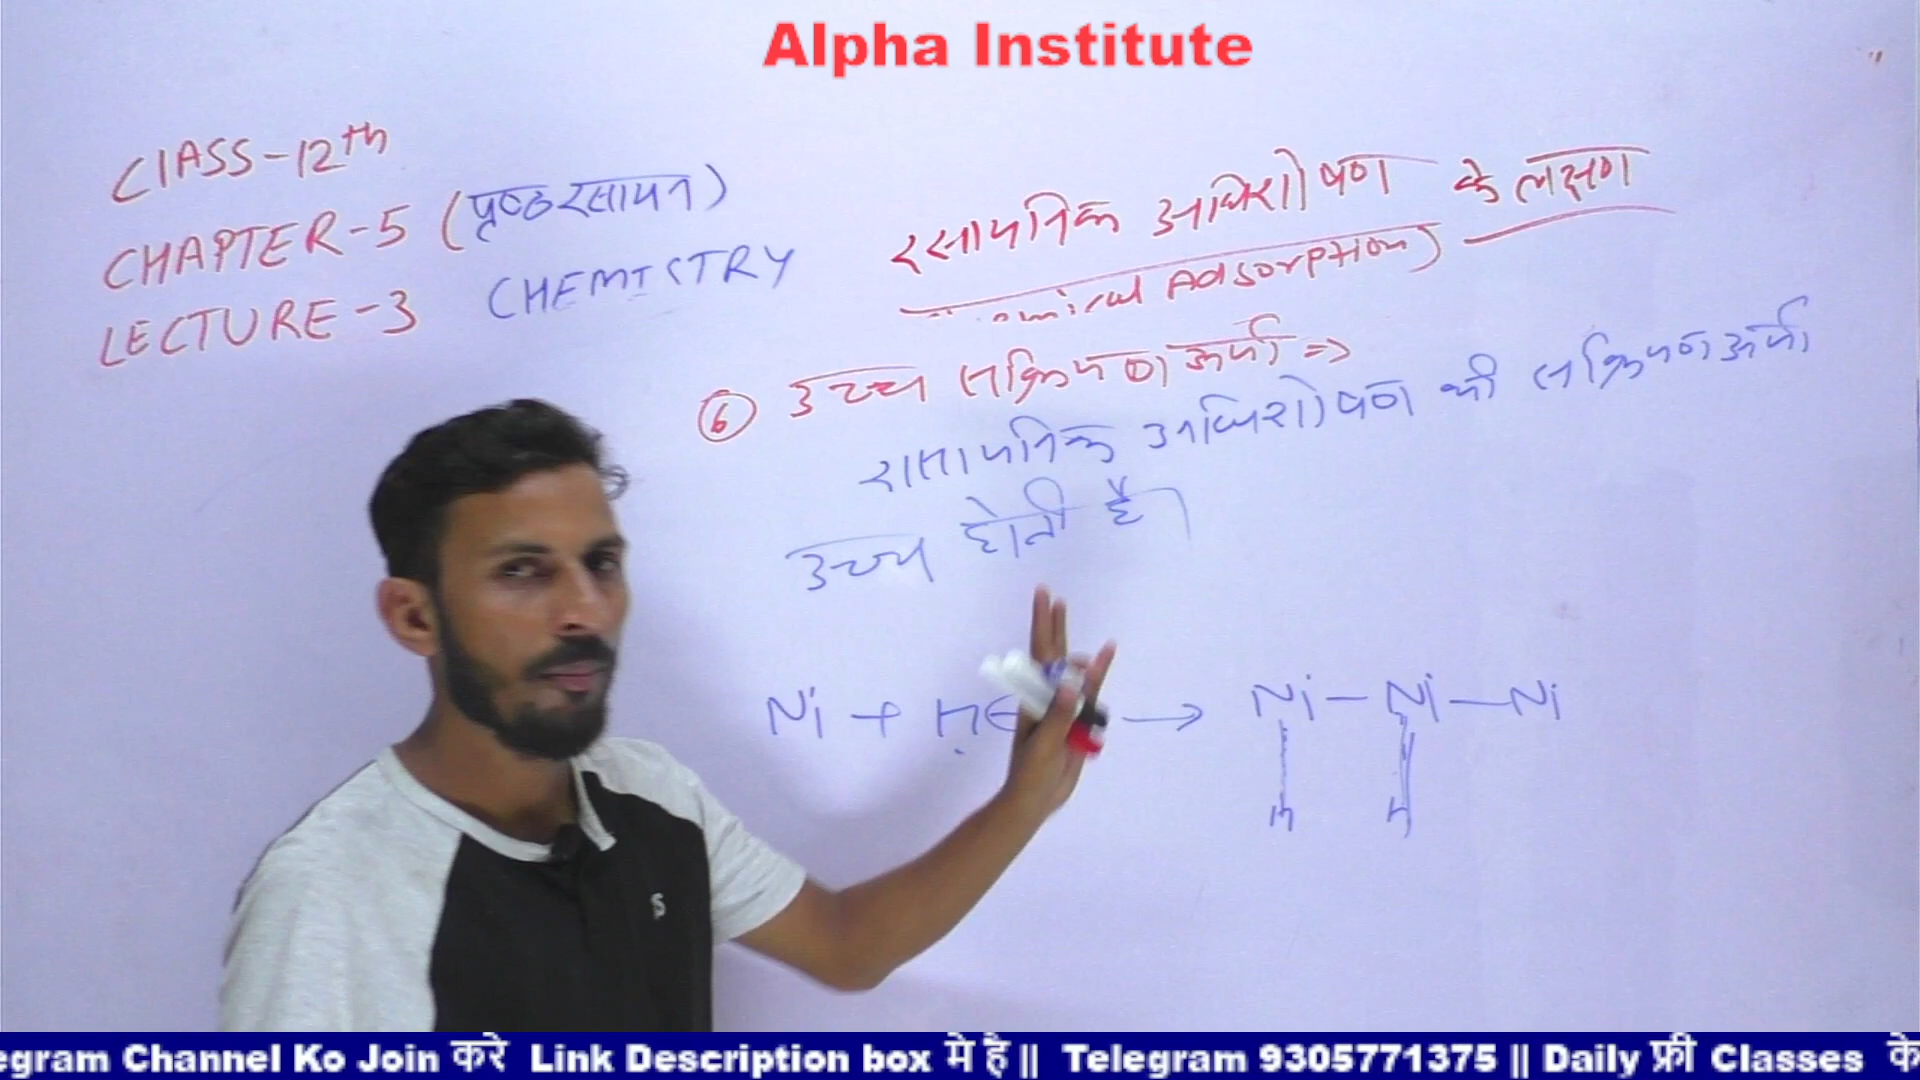 Alpha Institute
CLASS-12th
CHAPTER-5 (पृष्ठ रसायन)
LECTURE-3 CHEMISTRY
रसायनिक अधिशोषण के लक्षण
Adsorption)
⑥ उच्च सक्रियण ऊर्जा ⇒
रासायनिक अधिशोषण की सक्रियण ऊर्जा
उच्च होती है।
Ni + H → Ni - Ni - Ni
H H
egram Channel Ko Join करे Link Description box मे है || Telegram 9305771375 || Daily फ्री Classes के